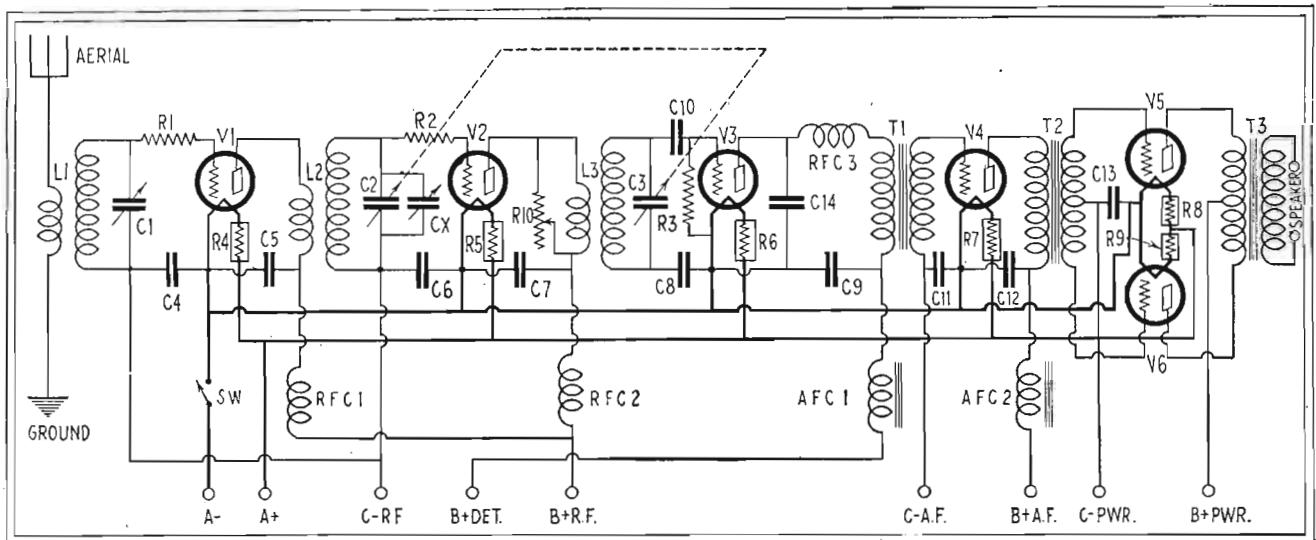 AERIAL
R1
V1
L1
C1
R4
C4
C5
L2
R2
V2
C2
CX
R10
R5
C6
C7
L3
C10
V3
C3
R3
RFC3
C14
R6
C8
C9
T1
V4
T2
R7
C11
C12
C13
V5
R8
R9
V6
T3
SPEAKER
SW
RFC1
RFC2
AFC1
AFC2
GROUND
A-
A+
C-RF
B+DET.
B+R.F.
C-A.F.
B+A.F.
C-PWR.
B+PWR.